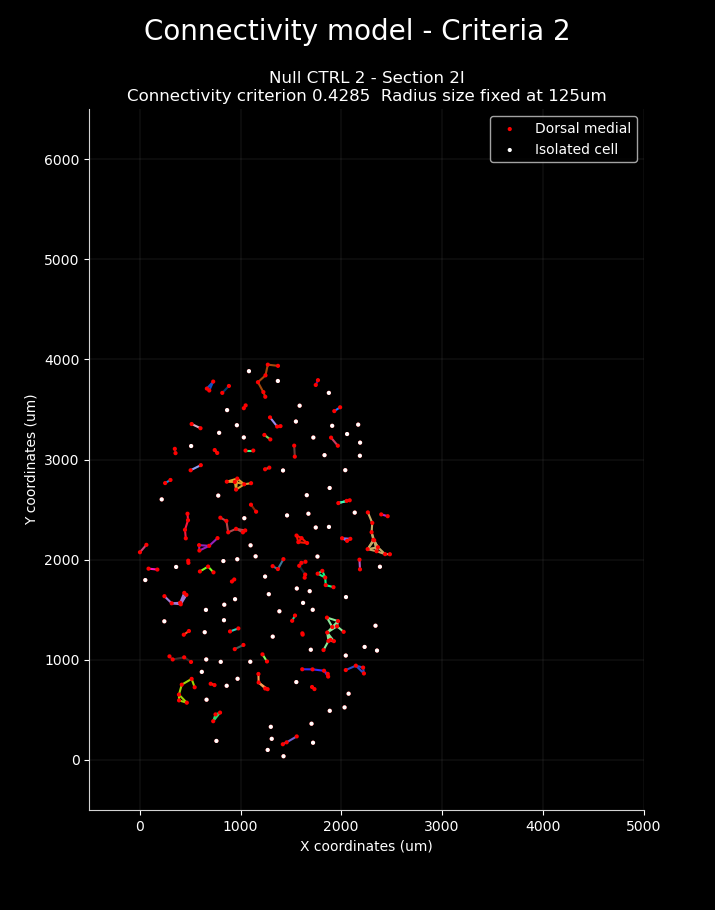 Connectivity model - Criteria 2
Null CTRL 2 - Section 2I
Connectivity criterion 0.4285 Radius size fixed at 125um
Dorsal medial
Isolated cell
6000
5000
4000
3000
2000
1000
0
Y coordinates (um)
0 1000 2000 3000 4000 5000
X coordinates (um)